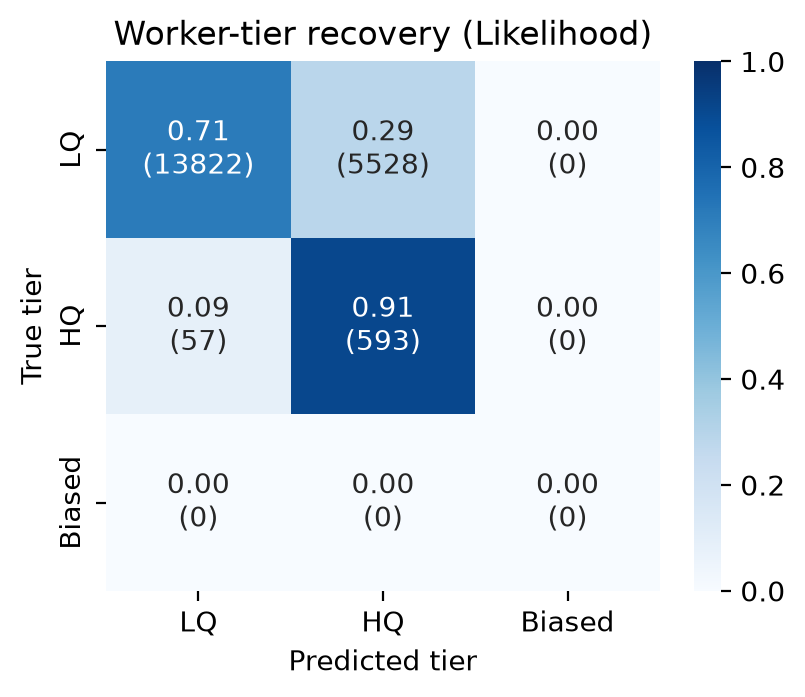 Worker-tier recovery (Likelihood)
True tier
LQ
HQ
Biased
0.71
(13822)
0.29
(5528)
0.00
(0)
0.09
(57)
0.91
(593)
0.00
(0)
0.00
(0)
0.00
(0)
0.00
(0)
LQ
HQ
Biased
Predicted tier
1.0
0.8
0.6
0.4
0.2
0.0